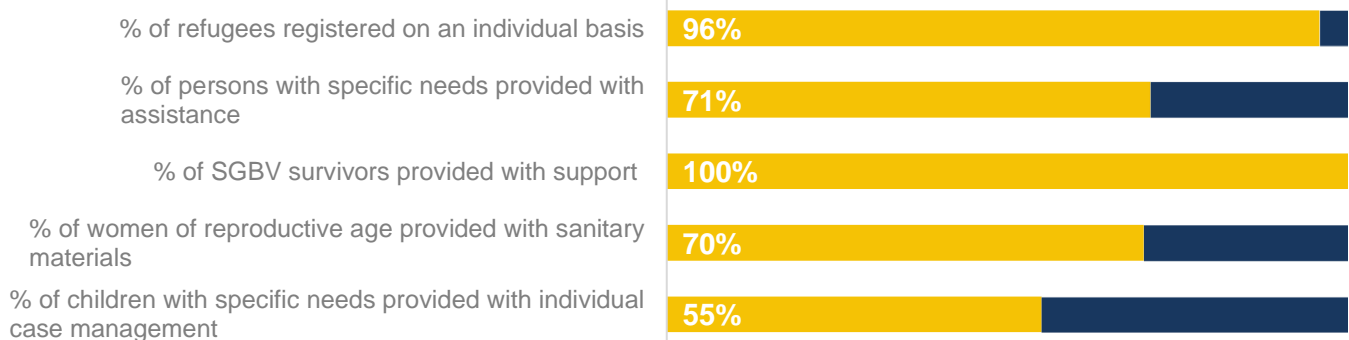 % of refugees registered on an individual basis
96%
% of persons with specific needs provided with
assistance
71%
% of SGBV survivors provided with support
100%
% of women of reproductive age provided with sanitary
materials
70%
% of children with specific needs provided with individual
case management
55%